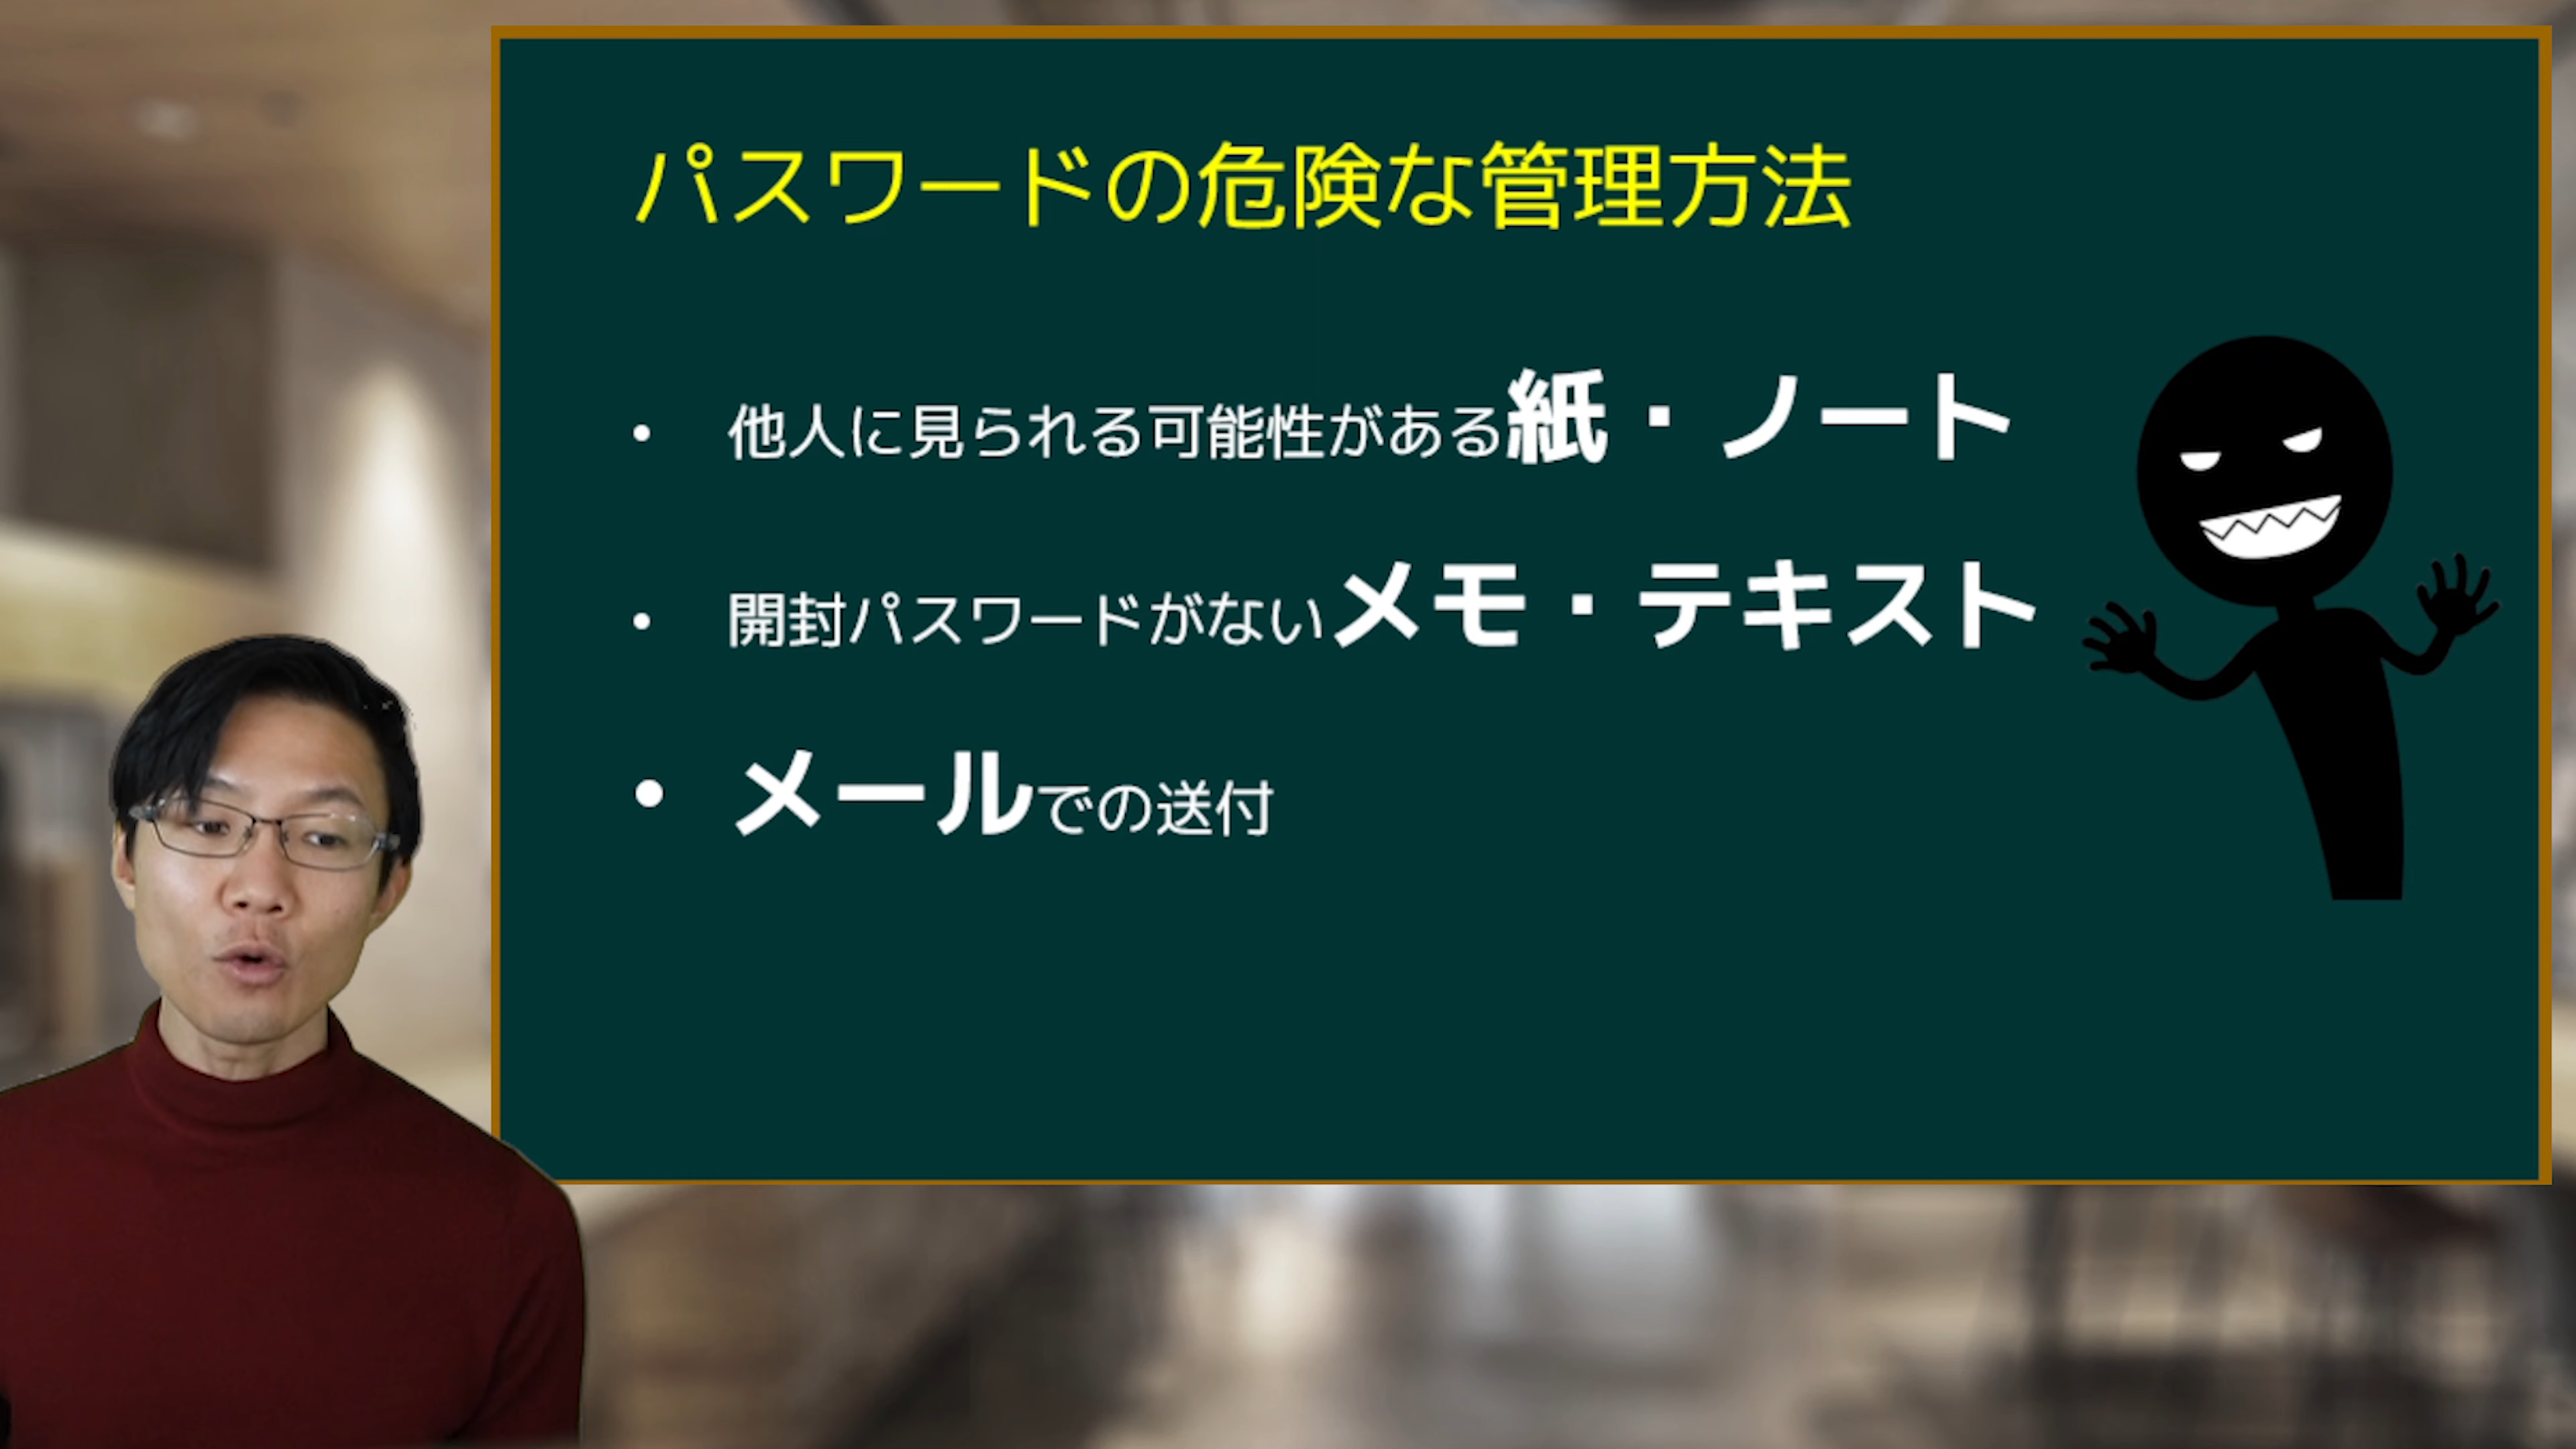 パスワードの危険な管理方法
• 他人に見られる可能性がある紙・ノート
• 開封パスワードがないメモ・テキスト
• メールでの送付